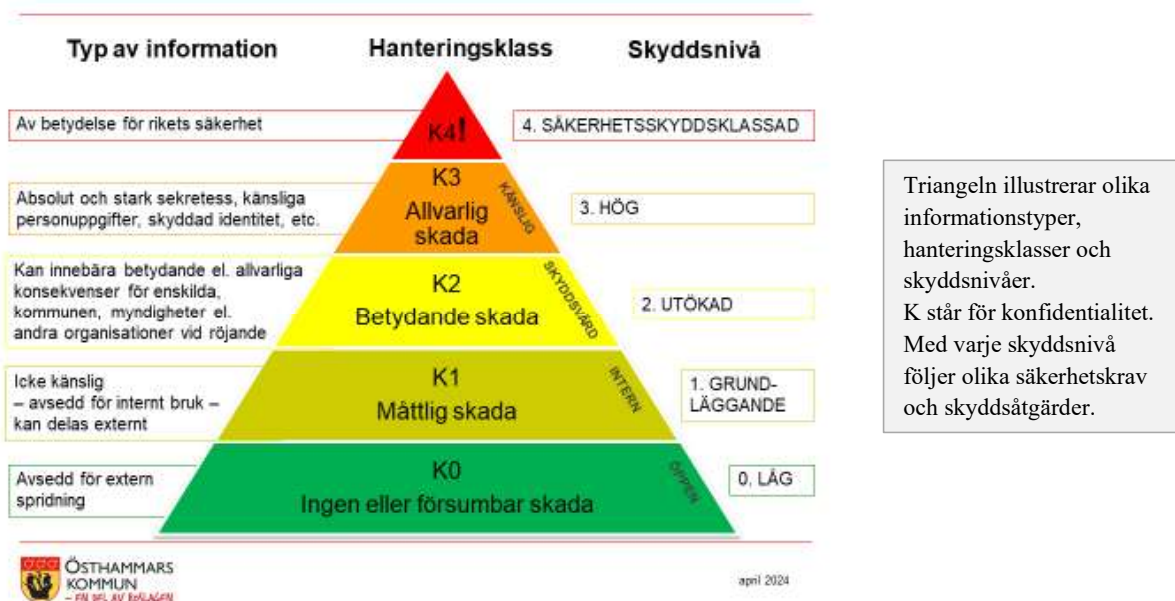 Typ av information
Hanteringsklass
Skyddsnivå
Av betydelse för rikets säkerhet
K4!
4. SÄKERHETSSKYDDSKLASSAD
Absolut och stark sekretess, känsliga
personuppgifter, skyddad identitet, etc.
K3
Allvarlig
skada
KÄNSLIG
3. HÖG
Kan innebära betydande el. allvarliga
konsekvenser för enskilda,
kommunen, myndigheter el.
andra organisationer vid röjande
K2
Betydande skada
SKYDDSVÄRD
2. UTÖKAD
Icke känslig
– avsedd för internt bruk –
kan delas externt
K1
Måttlig skada
INTERN
1. GRUND-
LÄGGANDE
Avsedd för extern
spridning
K0
Ingen eller försumbar skada
ÖPPEN
0. LÅG
Triangeln illustrerar olika
informationstyper,
hanteringsklasser och
skyddsnivåer.
K står för konfidentialitet.
Med varje skyddsnivå
följer olika säkerhetskrav
och skyddsåtgärder.
ÖSTHAMMARS
KOMMUN
– EN DEL AV ROSLAGEN
april 2024